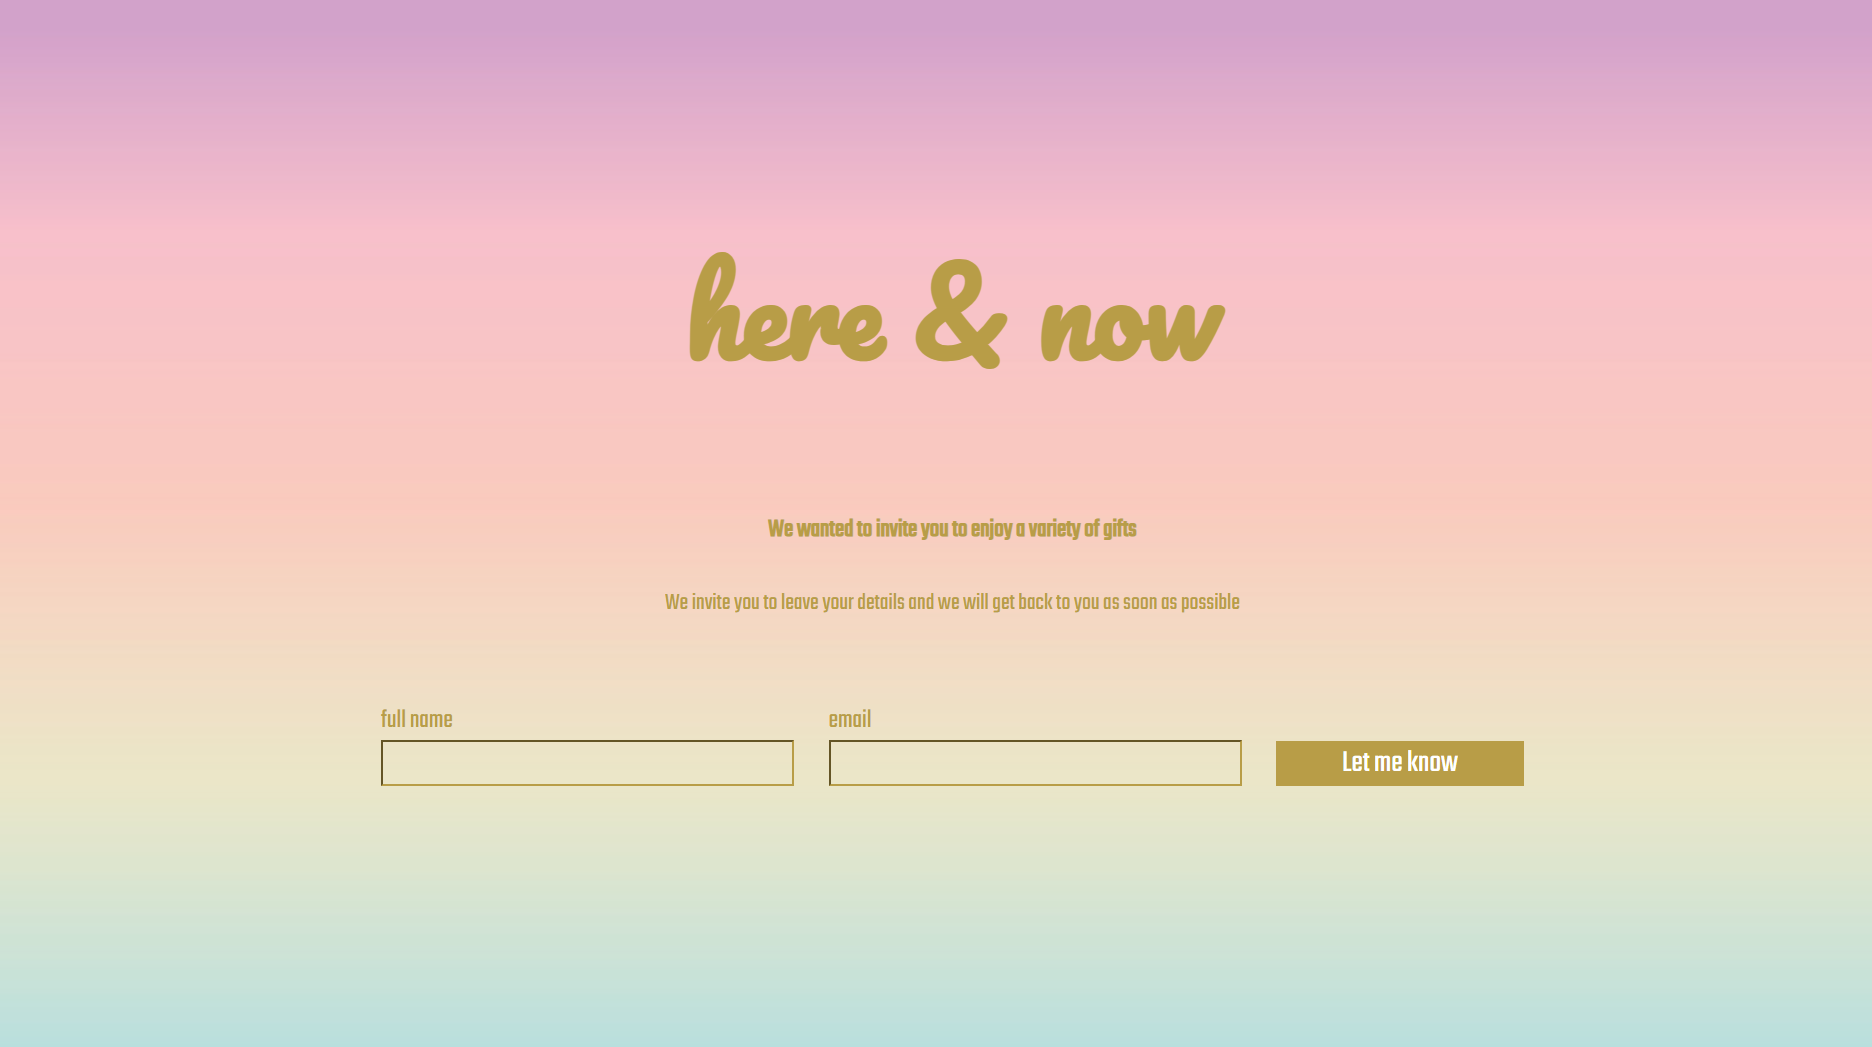 here & now
We wanted to invite you to enjoy a variety of gifts
We invite you to leave your details and we will get back to you as soon as possible
full name
email
Let me know